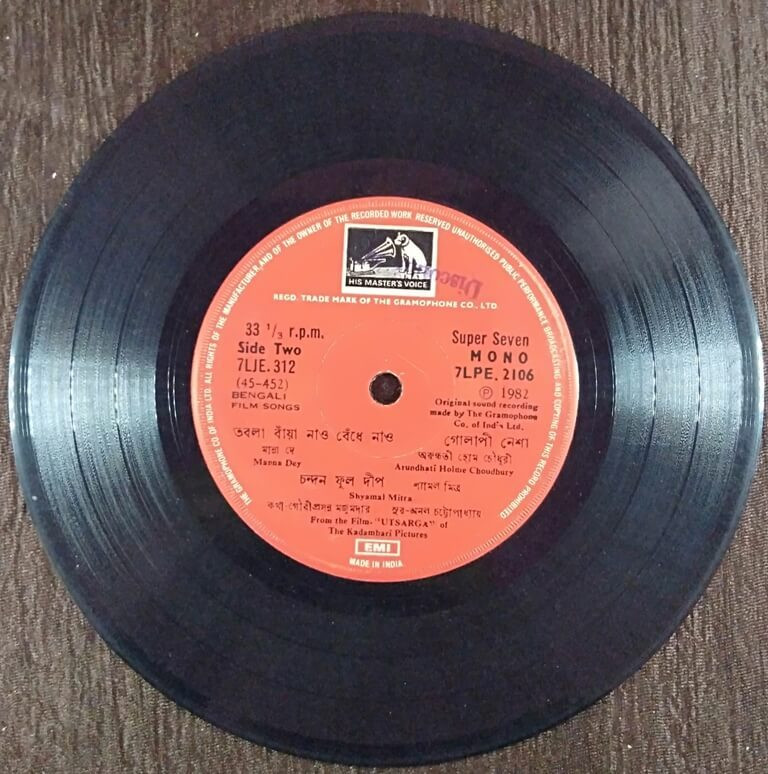 THE GRAMOPHONE CO OF INDIA LTD. ALL RIGHTS OF THE MANUFACTURER, AND OF THE OWNER OF THE RECORDED WORK RESERVED UNAUTHORISED PUBLIC PERFORMANCE BROADCASTING AND COPYING OF THIS RECORD PROHIBITED
HIS MASTER'S VOICE
REGD. TRADE MARK OF THE GRAMOPHONE CO., LTD.
33 1/3 r.p.m.
Super Seven
Side Two
MONO
7LJE.312
7LPE. 2106
(45-452)
℗ 1982
BENGALI
FILM SONGS
Original sound recording
made by The Gramophone
Co. of Ind's Ltd.
তবলা বাঁয়া নাও বেঁধে নাও
গোলাপী নেশা
মান্না দে
অরুন্ধতী হোম চৌধুরী
Manna Dey
Arundhati Holme Choudhury
চন্দন ফুল দীপ
শ্যামল মিত্র
Shyamal Mitra
কথা-গৌরীপ্রসন্ন মজুমদার সুর-অনল চট্টোপাধ্যায়
From the Film- "UTSARGA" of
The Kadambari Pictures
EMI
MADE IN INDIA